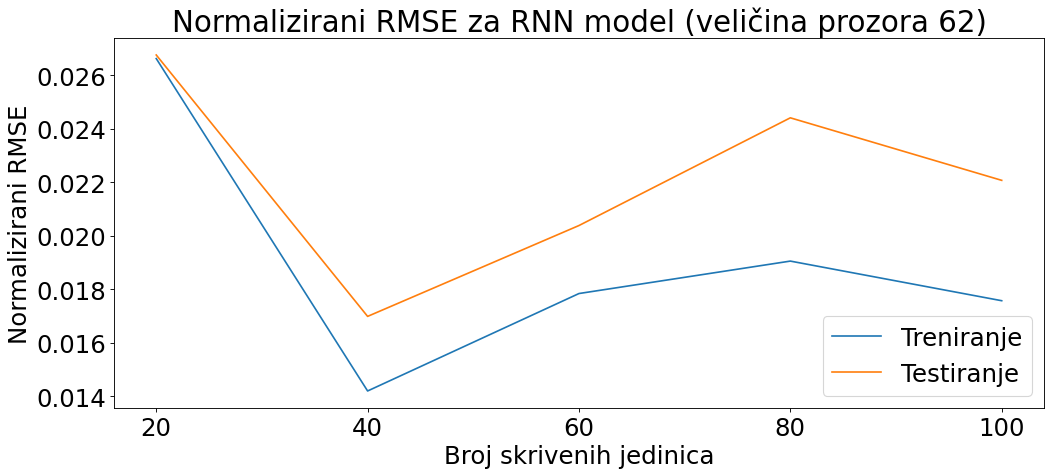 Normalizirani RMSE za RNN model (veličina prozora 62)
Normalizirani RMSE
0.026
0.024
0.022
0.020
0.018
0.016
0.014
Treniranje
Testiranje
20 40 60 80 100
Broj skrivenih jedinica